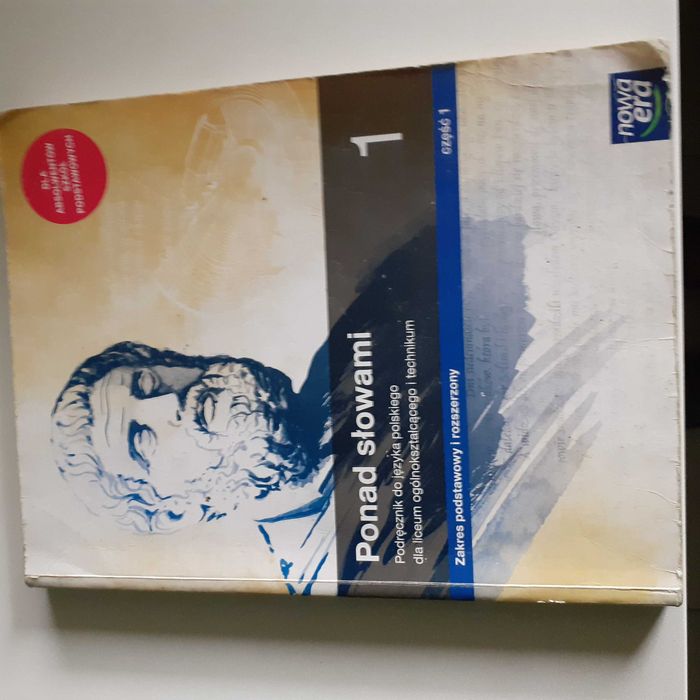 DLA
ABSOLWENTÓW
SZKÓŁ
PODSTAWOWYCH
Ponad słowami
1
Podręcznik do języka polskiego
dla liceum ogólnokształcącego i technikum
Zakres podstawowy i rozszerzony
CZĘŚĆ 1
nowa
era